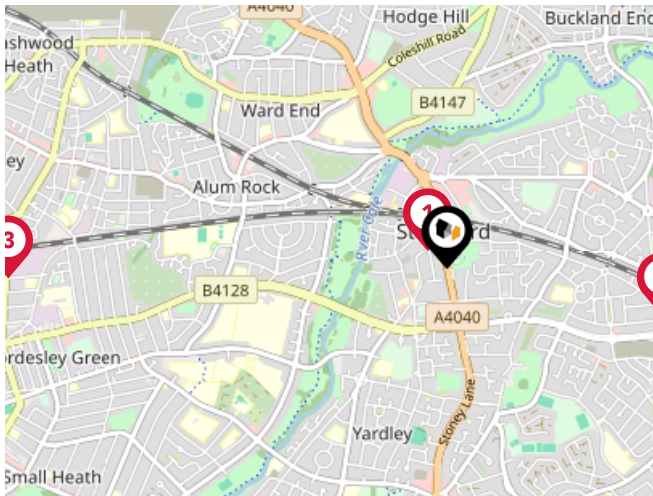 A4040
Hodge Hill
Buckland End
ashwood
Heath
Coleshill Road
B4147
Ward End
ey
Alum Rock
River Cole
1
3
B4128
A4040
ordesley Green
Stoney Lane
Yardley
Small Heath